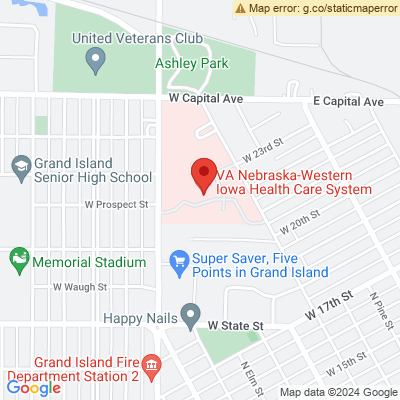 Map error: g.co/staticmaperror
United Veterans Club
Ashley Park
W Capital Ave
E Capital Ave
W 23rd St
Grand Island
Senior High School
VA Nebraska-Western
Iowa Health Care System
W Prospect St
W 20th St
Memorial Stadium
Super Saver, Five
Points in Grand Island
W Waugh St
W 17th St
N Pine St
Happy Nails
W State St
Grand Island Fire
Department Station 2
N Elm St
W 15th St
Google
Map data ©2024 Google